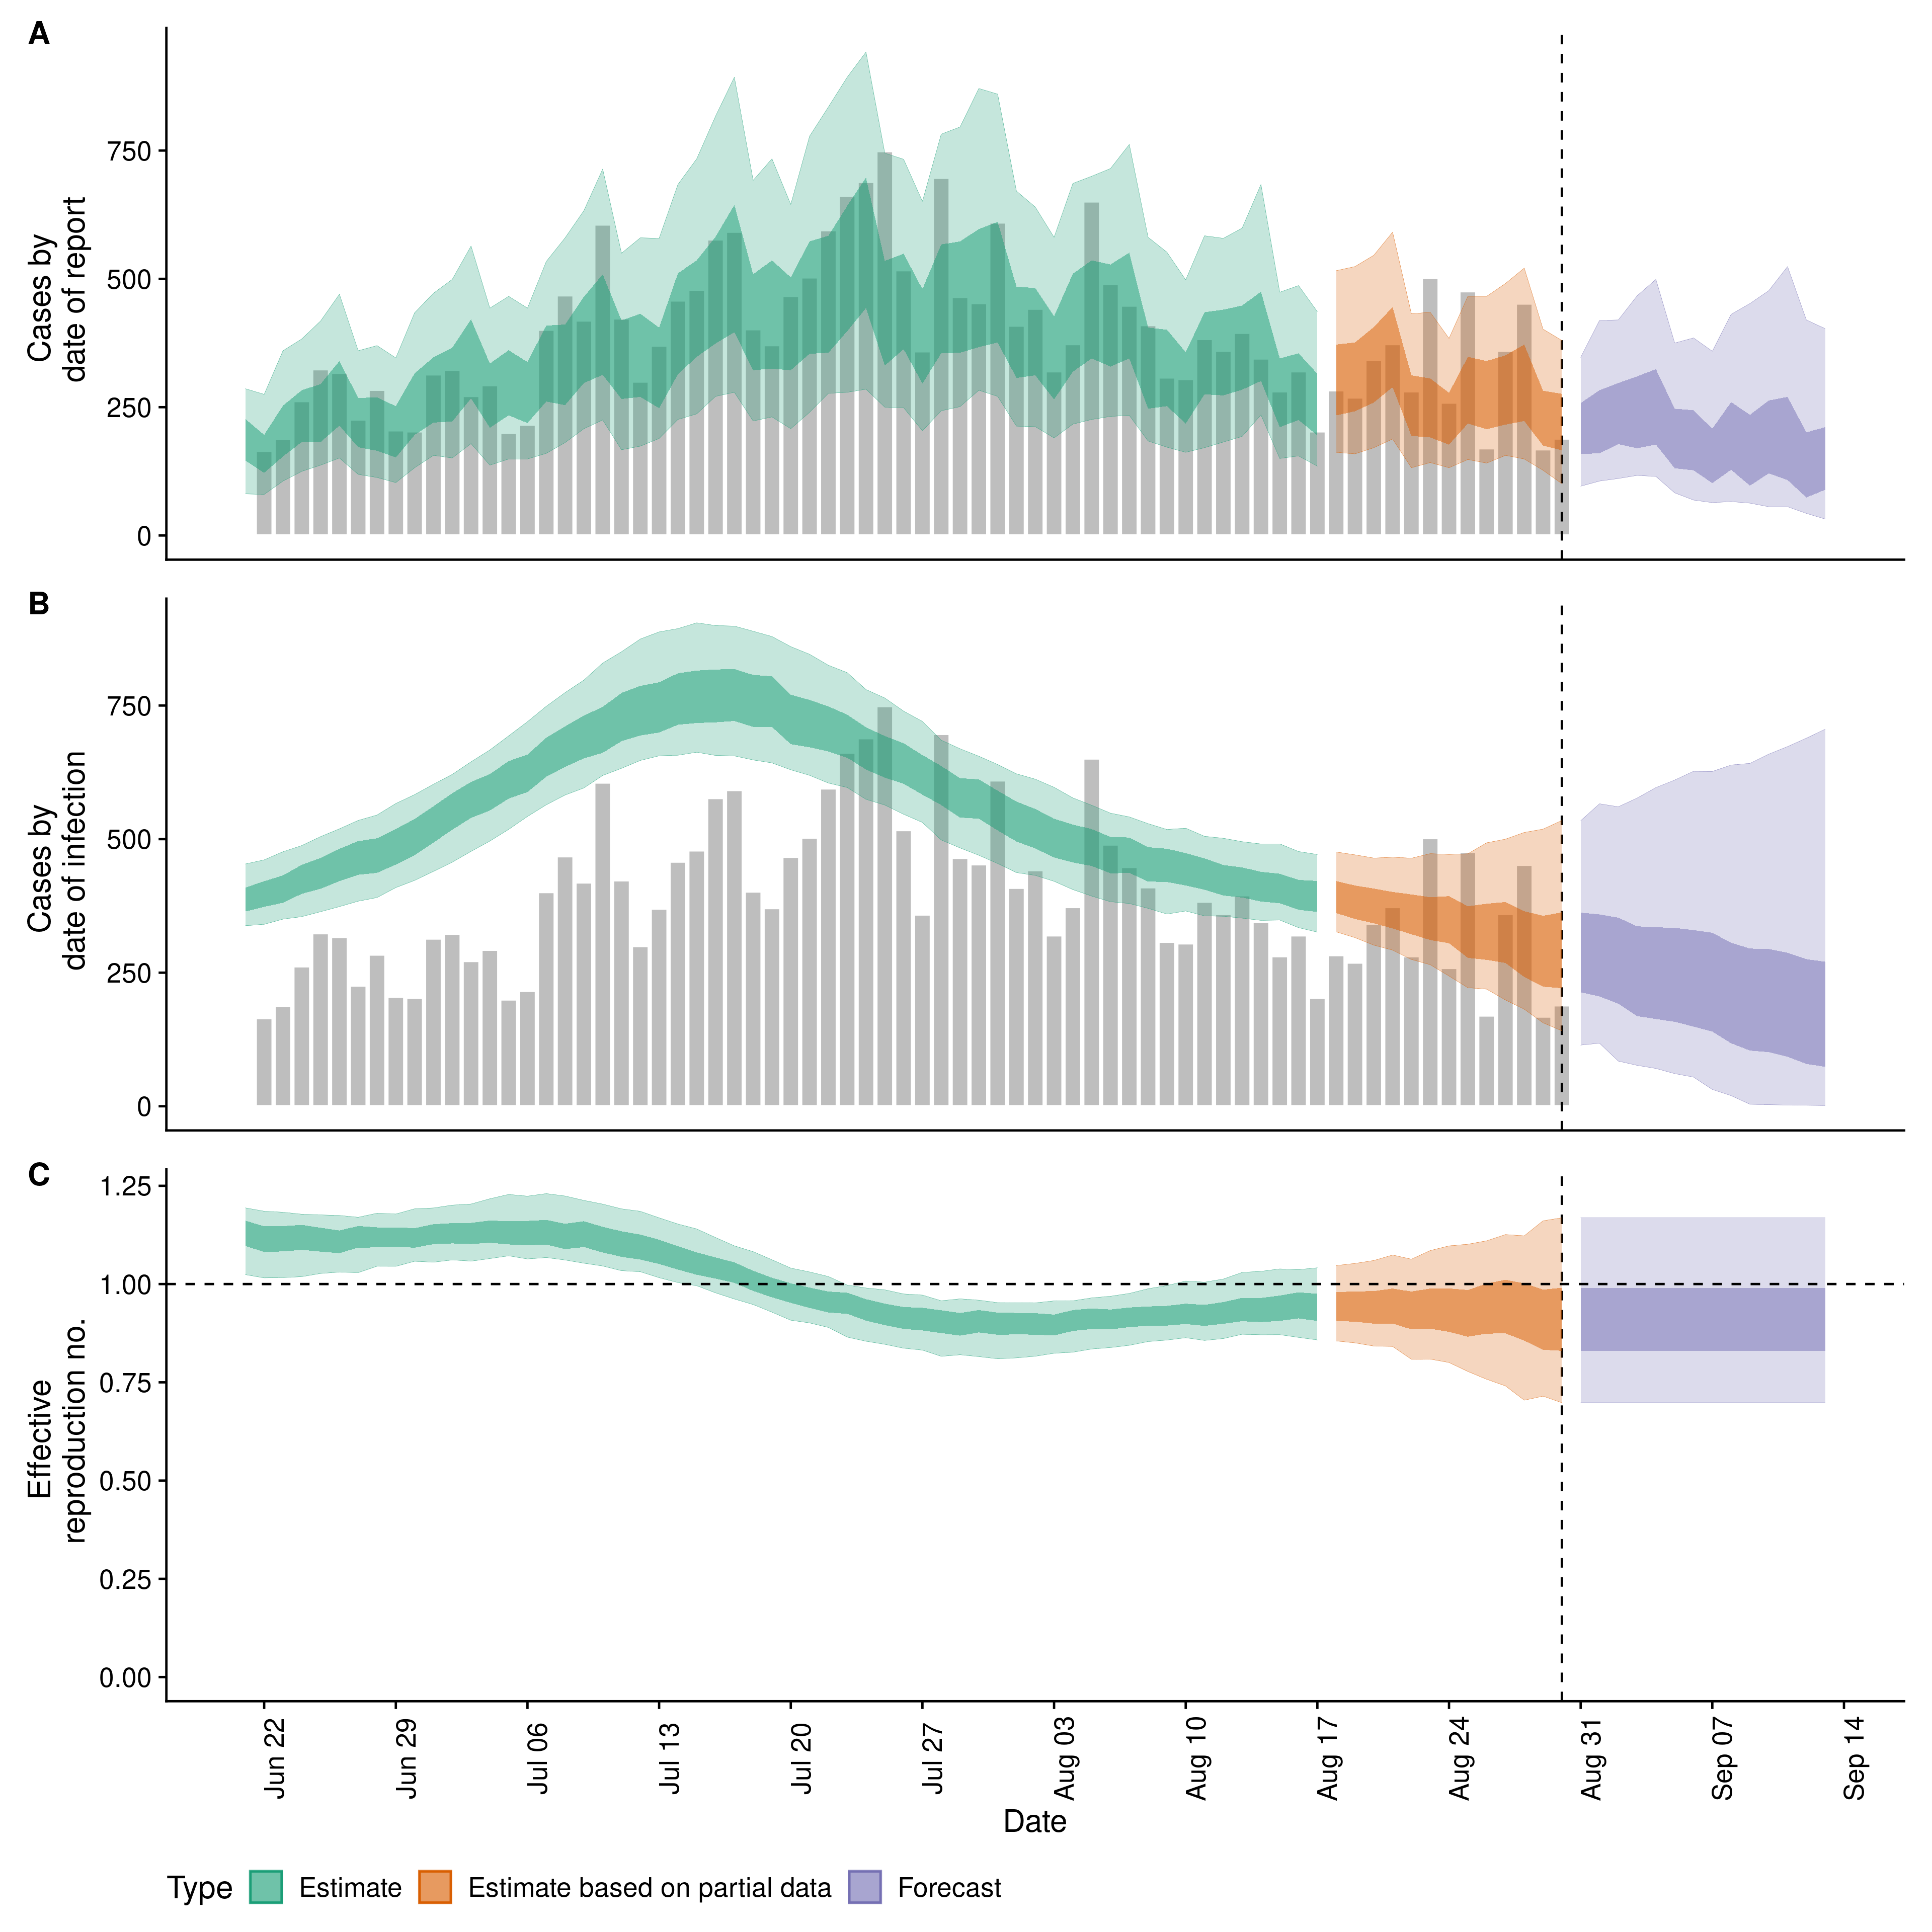 A
Cases by
date of report
750
500
250
0
B
Cases by
date of infection
750
500
250
0
C
Effective
reproduction no.
1.25
1.00
0.75
0.50
0.25
0.00
Jun 22
Jun 29
Jul 06
Jul 13
Jul 20
Jul 27
Aug 03
Aug 10
Aug 17
Aug 24
Aug 31
Sep 07
Sep 14
Date
Type Estimate Estimate based on partial data Forecast